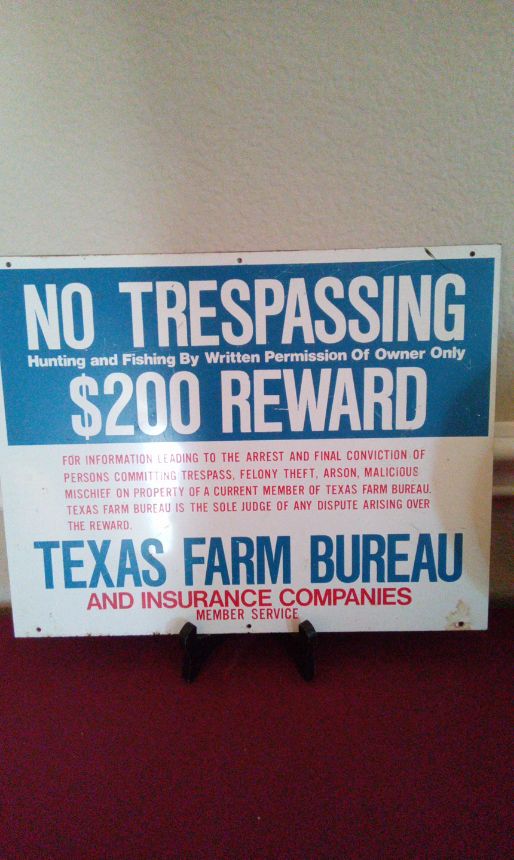 NO TRESPASSING
Hunting and Fishing By Written Permission Of Owner Only
$200 REWARD
FOR INFORMATION LEADING TO THE ARREST AND FINAL CONVICTION OF
PERSONS COMMITTING TRESPASS, FELONY THEFT, ARSON, MALICIOUS
MISCHIEF ON PROPERTY OF A CURRENT MEMBER OF TEXAS FARM BUREAU.
TEXAS FARM BUREAU IS THE SOLE JUDGE OF ANY DISPUTE ARISING OVER
THE REWARD.
TEXAS FARM BUREAU
AND INSURANCE COMPANIES
MEMBER SERVICE